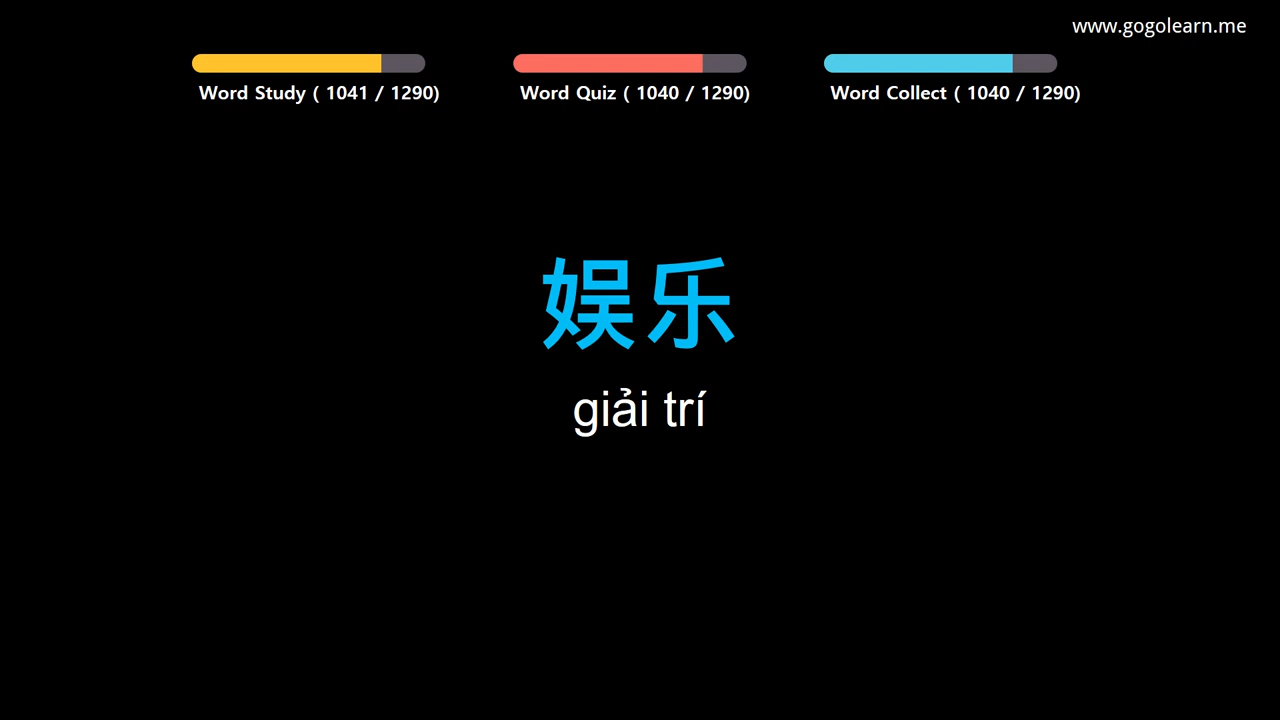 www.gogolearn.me
Word Study ( 1041 / 1290)
Word Quiz ( 1040 / 1290)
Word Collect ( 1040 / 1290)
娱乐
giải trí